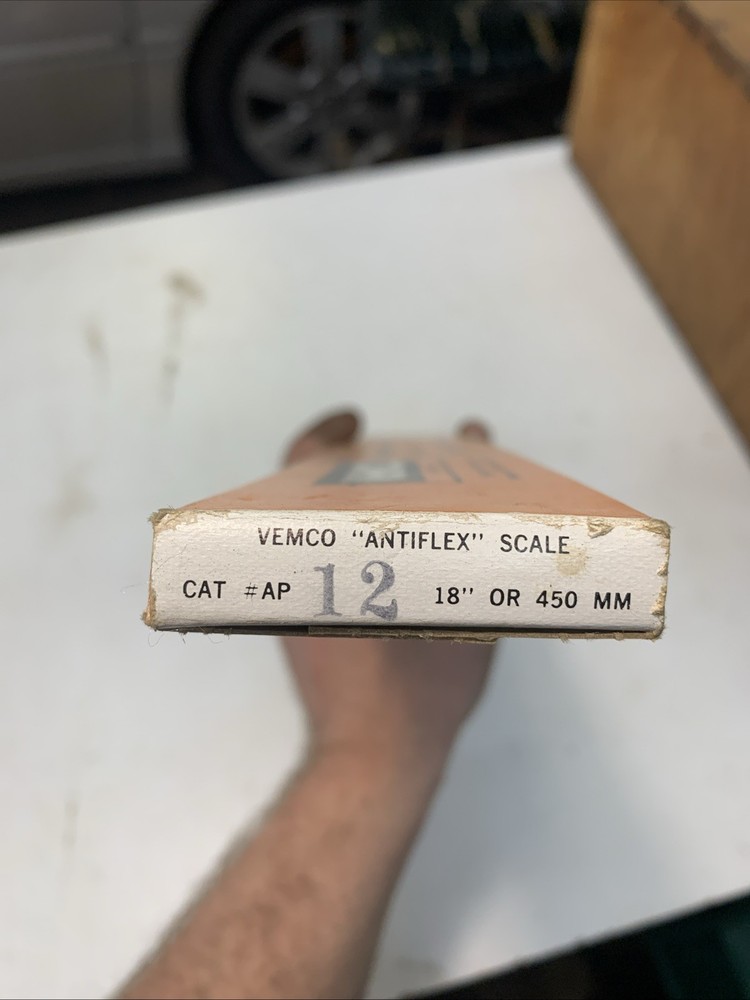 VEMCO "ANTIFLEX" SCALE
CAT #AP 12 18" OR 450 MM